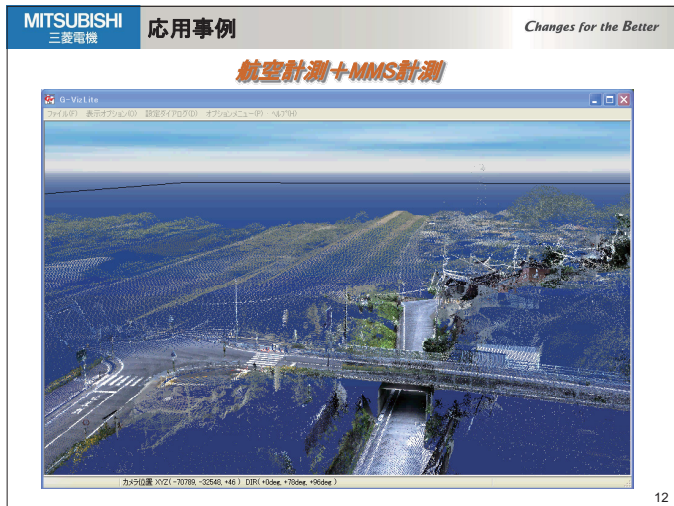 MITSUBISHI
三菱電機
応用事例
Changes for the Better
航空計測＋MMS計測
G-VizLite
ファイル(F) 表示オプション(O) 設定ダイアログ(D) オプションメニュー(P) ヘルプ(H)
カメラ位置 XYZ( -70789, -32548, +46 ) DIR( +0deg, +78deg, +96deg )
12